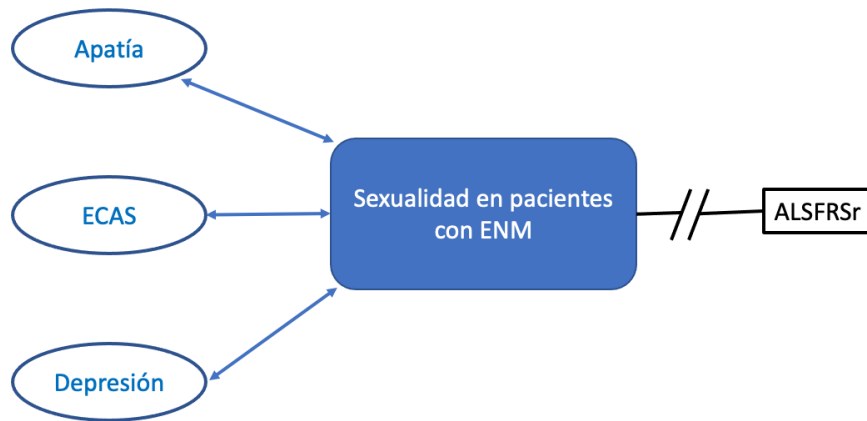 Apatía
ECAS
Depresión
Sexualidad en pacientes
con ENM
ALSFRSr